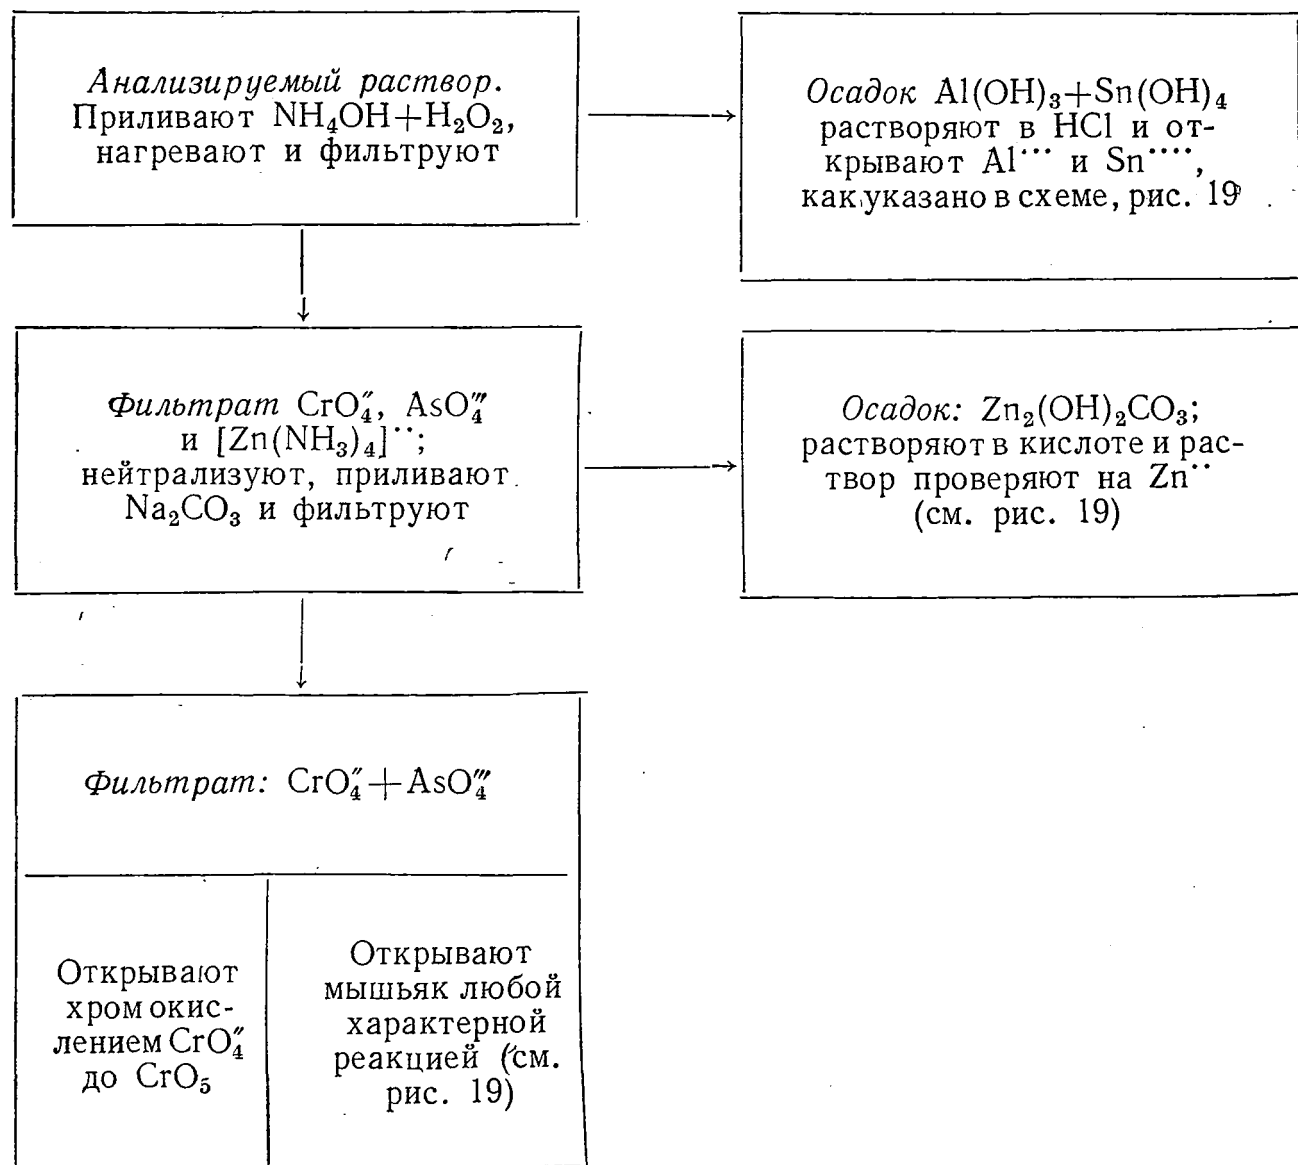 Анализируемый раствор.
Приливают NH₄OH+H₂O₂,
нагревают и фильтруют
Осадок Al(OH)₃+Sn(OH)₄
растворяют в HCl и от-
крывают Al˙˙˙ и Sn˙˙˙˙,
как указано в схеме, рис. 19
Фильтрат CrO₄″, AsO₄‴
и [Zn(NH₃)₄]˙˙;
нейтрализуют, приливают
Na₂CO₃ и фильтруют
Осадок: Zn₂(OH)₂CO₃;
растворяют в кислоте и рас-
твор проверяют на Zn˙˙
(см. рис. 19)
Фильтрат: CrO₄″+AsO₄‴
Открывают
хром окис-
лением CrO₄″
до CrO₅
Открывают
мышьяк любой
характерной
реакцией (см.
рис. 19)